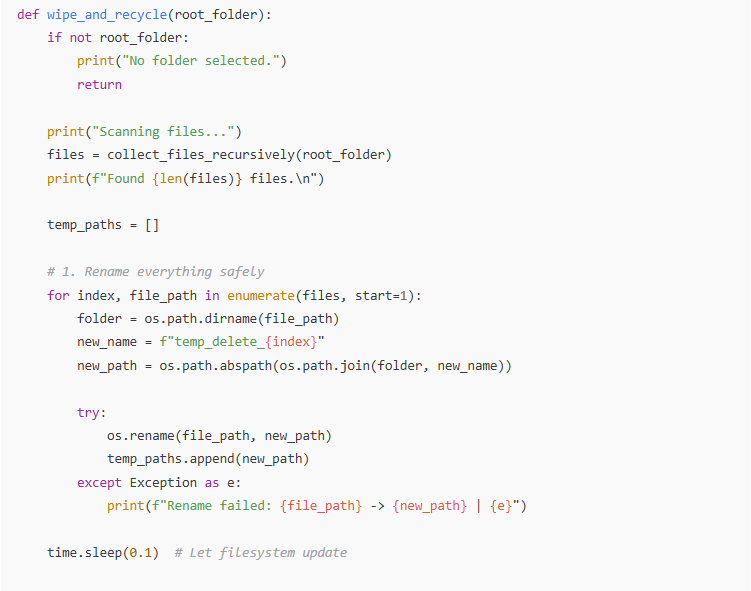 def wipe_and_recycle(root_folder):
    if not root_folder:
        print("No folder selected.")
        return

    print("Scanning files...")
    files = collect_files_recursively(root_folder)
    print(f"Found {len(files)} files.\n")

    temp_paths = []

    # 1. Rename everything safely
    for index, file_path in enumerate(files, start=1):
        folder = os.path.dirname(file_path)
        new_name = f"temp_delete_{index}"
        new_path = os.path.abspath(os.path.join(folder, new_name))

        try:
            os.rename(file_path, new_path)
            temp_paths.append(new_path)
        except Exception as e:
            print(f"Rename failed: {file_path} -> {new_path} | {e}")

    time.sleep(0.1)  # Let filesystem update